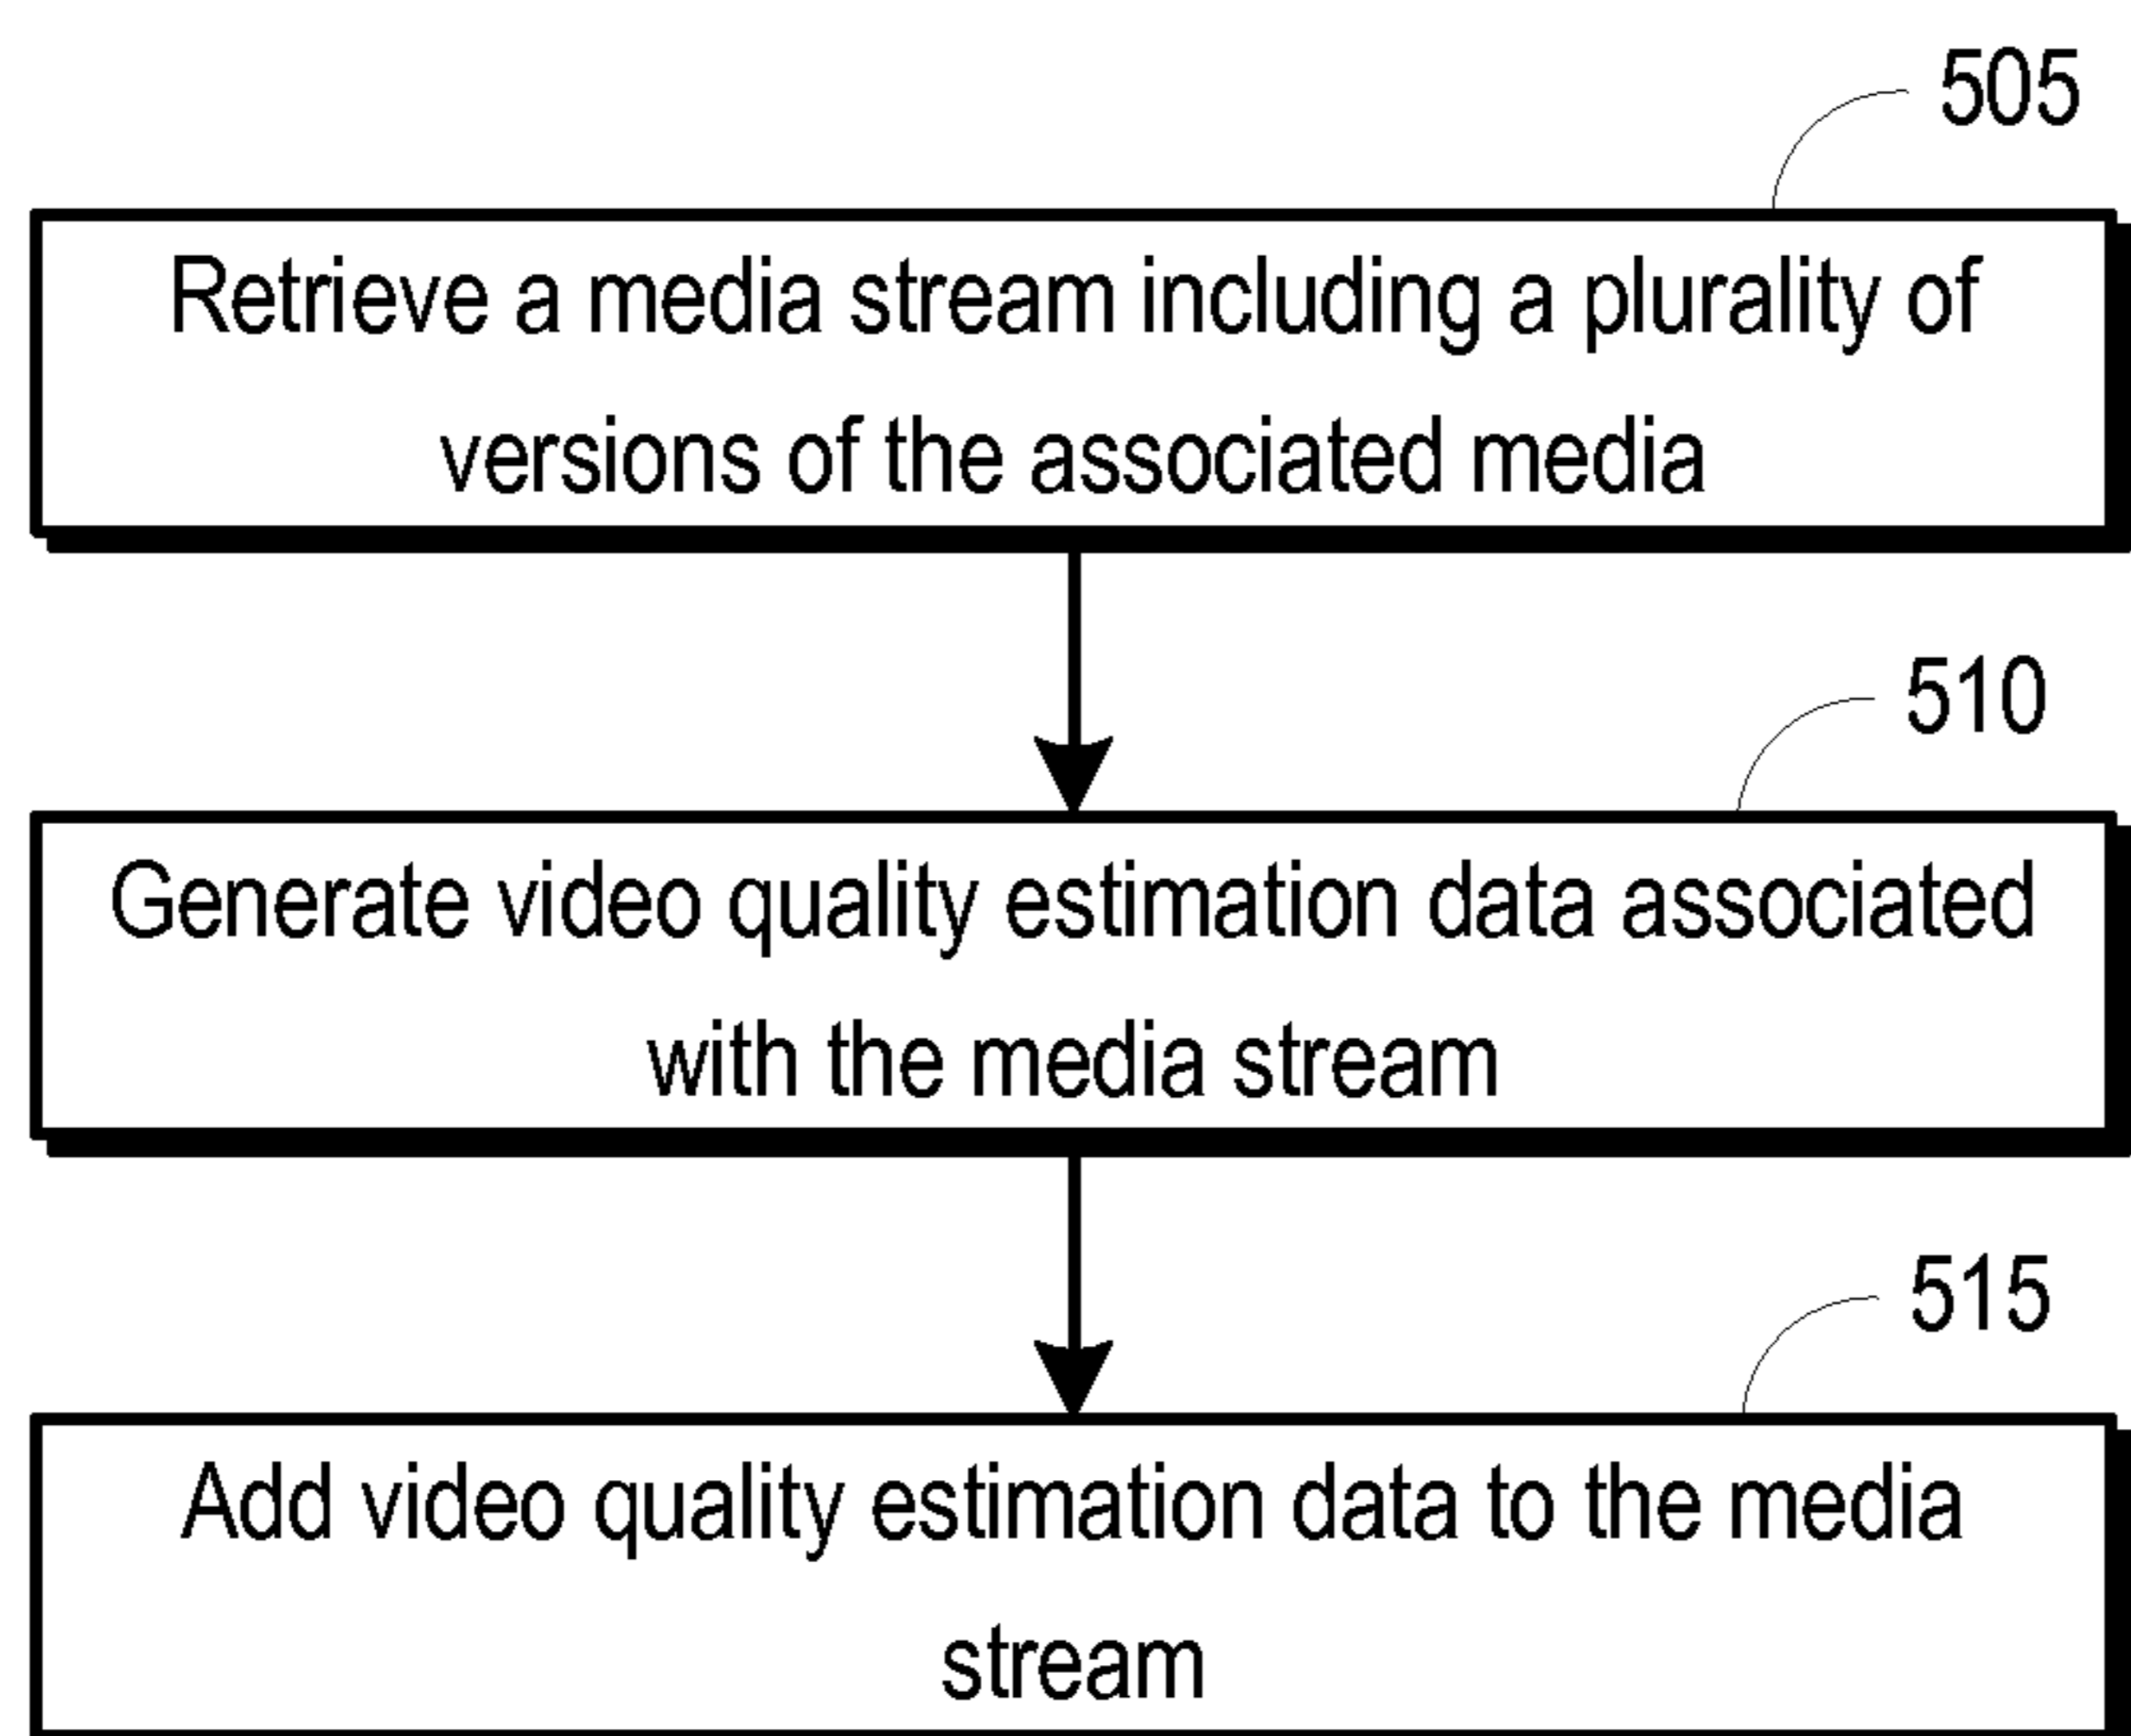 505
Retrieve a media stream including a plurality of
versions of the associated media
510
Generate video quality estimation data associated
with the media stream
515
Add video quality estimation data to the media
stream